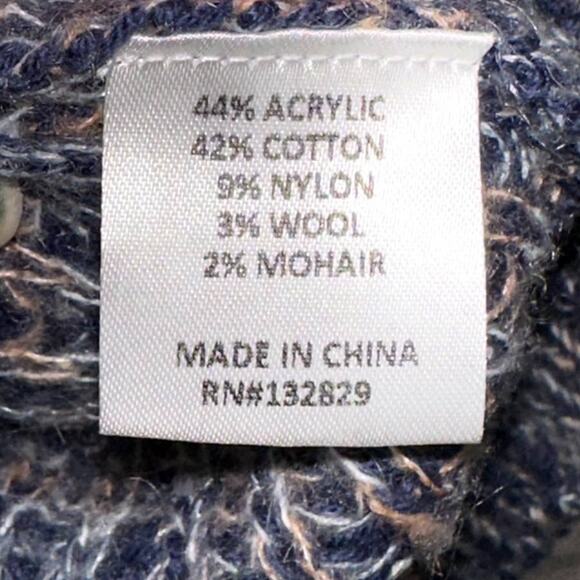 44% ACRYLIC
42% COTTON
9% NYLON
3% WOOL
2% MOHAIR
MADE IN CHINA
RN#132829